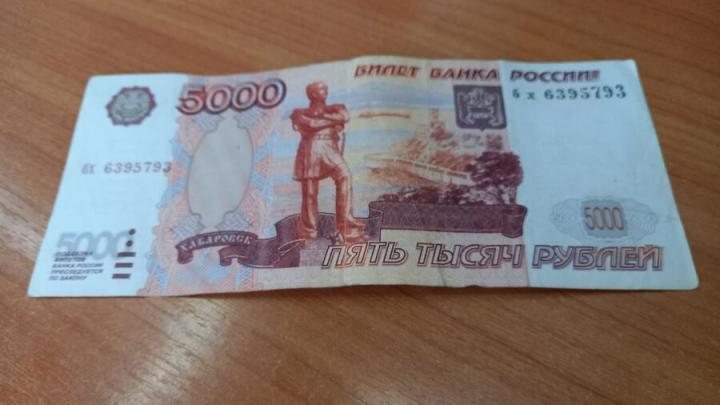 БИЛЕТ БАНКА РОССИИ
5000
бх 6395793
бх 6395793
5000
ХАБАРОВСК
5000
ПОДДЕЛКА
БИЛЕТОВ
БАНКА РОССИИ
ПРЕСЛЕДУЕТСЯ
ПО ЗАКОНУ
ПЯТЬ ТЫСЯЧ РУБЛЕЙ